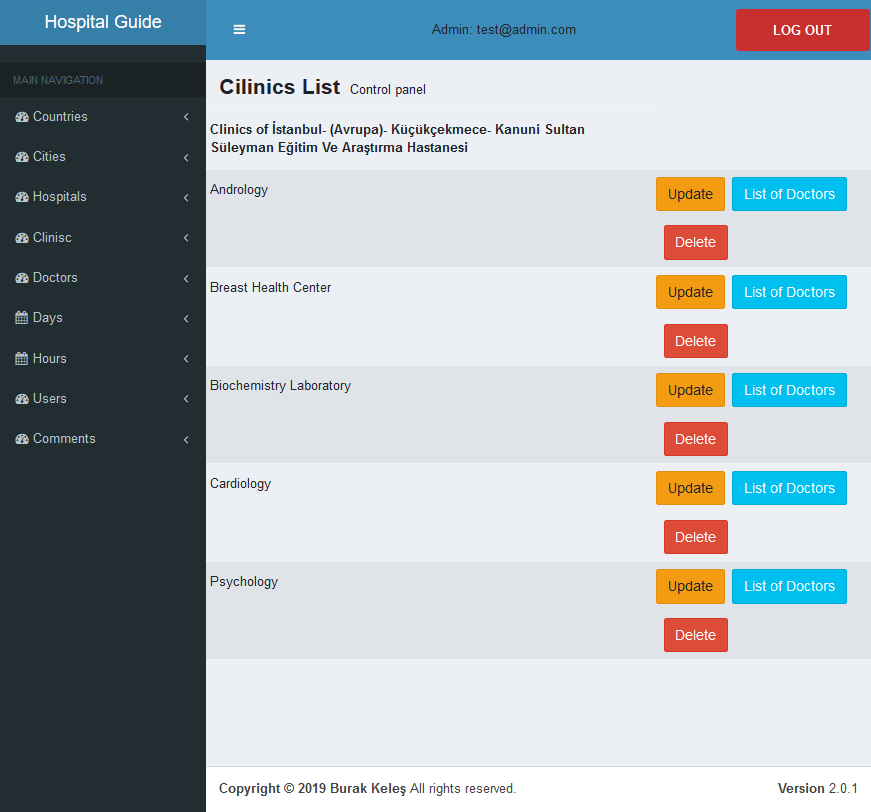 Hospital Guide
Admin: test@admin.com
LOG OUT
MAIN NAVIGATION
Countries
Cities
Hospitals
Clinisc
Doctors
Days
Hours
Users
Comments
Cilinics List Control panel
Clinics of İstanbul- (Avrupa)- Küçükçekmece- Kanuni Sultan
Süleyman Eğitim Ve Araştırma Hastanesi
Andrology
Update
List of Doctors
Delete
Breast Health Center
Update
List of Doctors
Delete
Biochemistry Laboratory
Update
List of Doctors
Delete
Cardiology
Update
List of Doctors
Delete
Psychology
Update
List of Doctors
Delete
Copyright © 2019 Burak Keleş All rights reserved.
Version 2.0.1